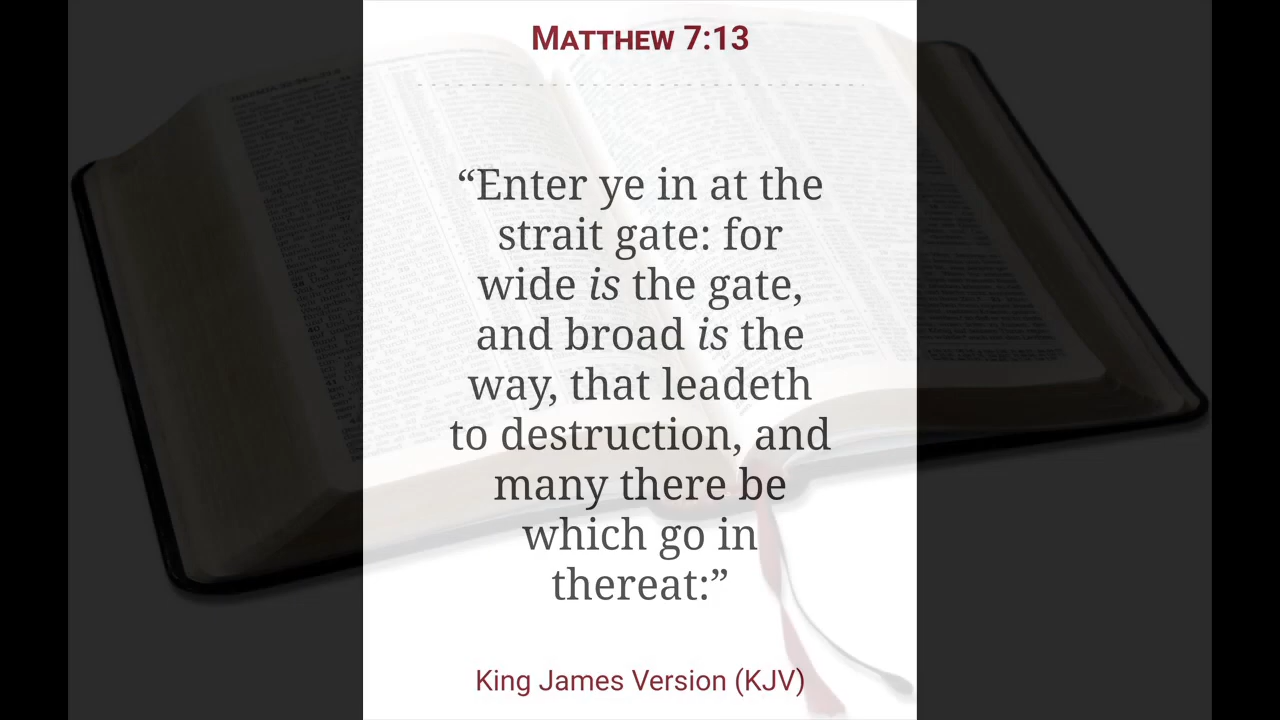 MATTHEW 7:13
“Enter ye in at the
strait gate: for
wide is the gate,
and broad is the
way, that leadeth
to destruction, and
many there be
which go in
thereat:”
King James Version (KJV)